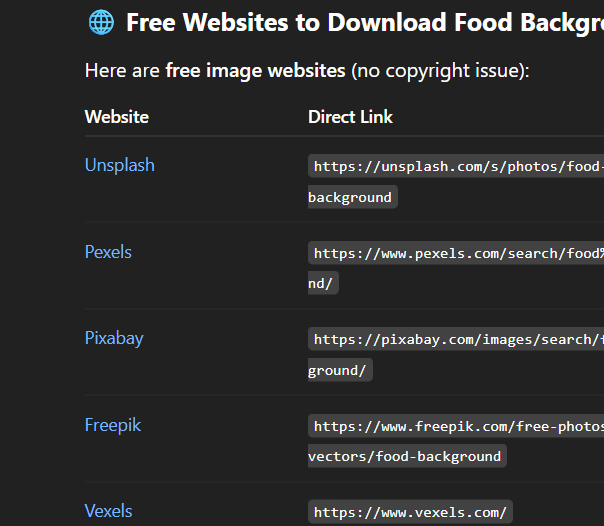 🌐 Free Websites to Download Food Backgr
Here are free image websites (no copyright issue):
Website Direct Link
Unsplash https://unsplash.com/s/photos/food-
background
Pexels https://www.pexels.com/search/food%
nd/
Pixabay https://pixabay.com/images/search/f
ground/
Freepik https://www.freepik.com/free-photos
vectors/food-background
Vexels https://www.vexels.com/